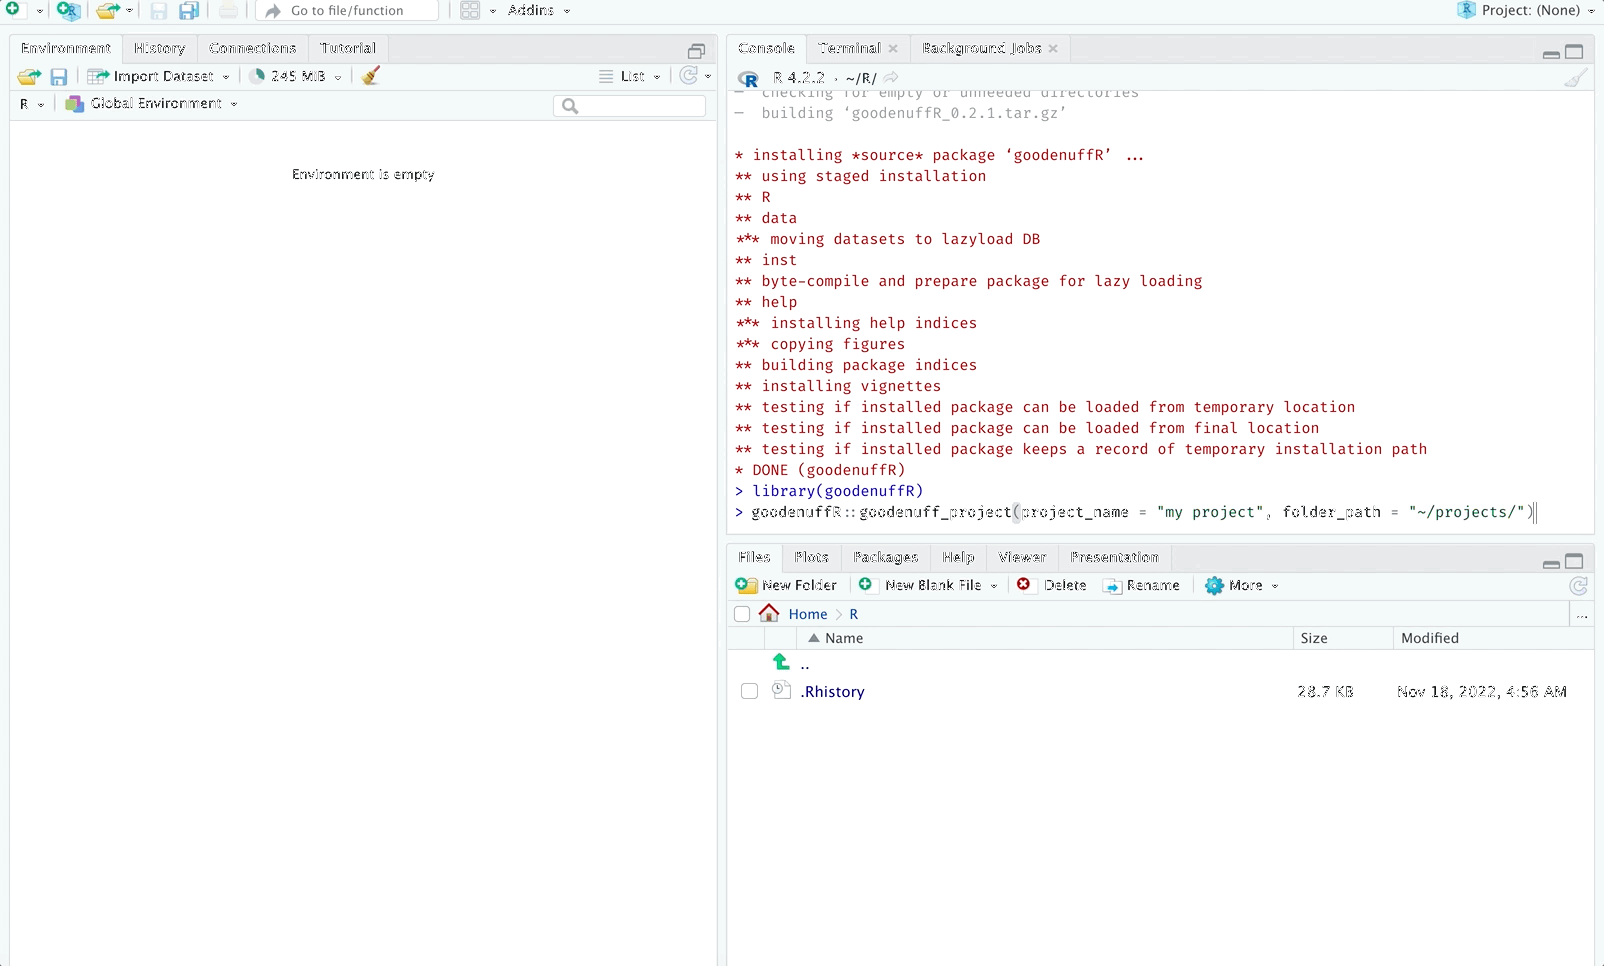 Go to file/function
Addins
Project: (None)
Environment History Connections Tutorial
Import Dataset 245 MiB List
R Global Environment
Environment is empty
Console Terminal Background Jobs
R 4.2.2 · ~/R/
— checking for empty or unneeded directories
— building ‘goodenuffR_0.2.1.tar.gz’
* installing *source* package ‘goodenuffR’ ...
** using staged installation
** R
** data
*** moving datasets to lazyload DB
** inst
** byte-compile and prepare package for lazy loading
** help
*** installing help indices
*** copying figures
** building package indices
** installing vignettes
** testing if installed package can be loaded from temporary location
** testing if installed package can be loaded from final location
** testing if installed package keeps a record of temporary installation path
* DONE (goodenuffR)
> library(goodenuffR)
> goodenuffR::goodenuff_project(project_name = "my project", folder_path = "~/projects/")
Files Plots Packages Help Viewer Presentation
New Folder New Blank File Delete Rename More
Home R ...
Name Size Modified
..
.Rhistory 28.7 KB Nov 18, 2022, 4:56 AM